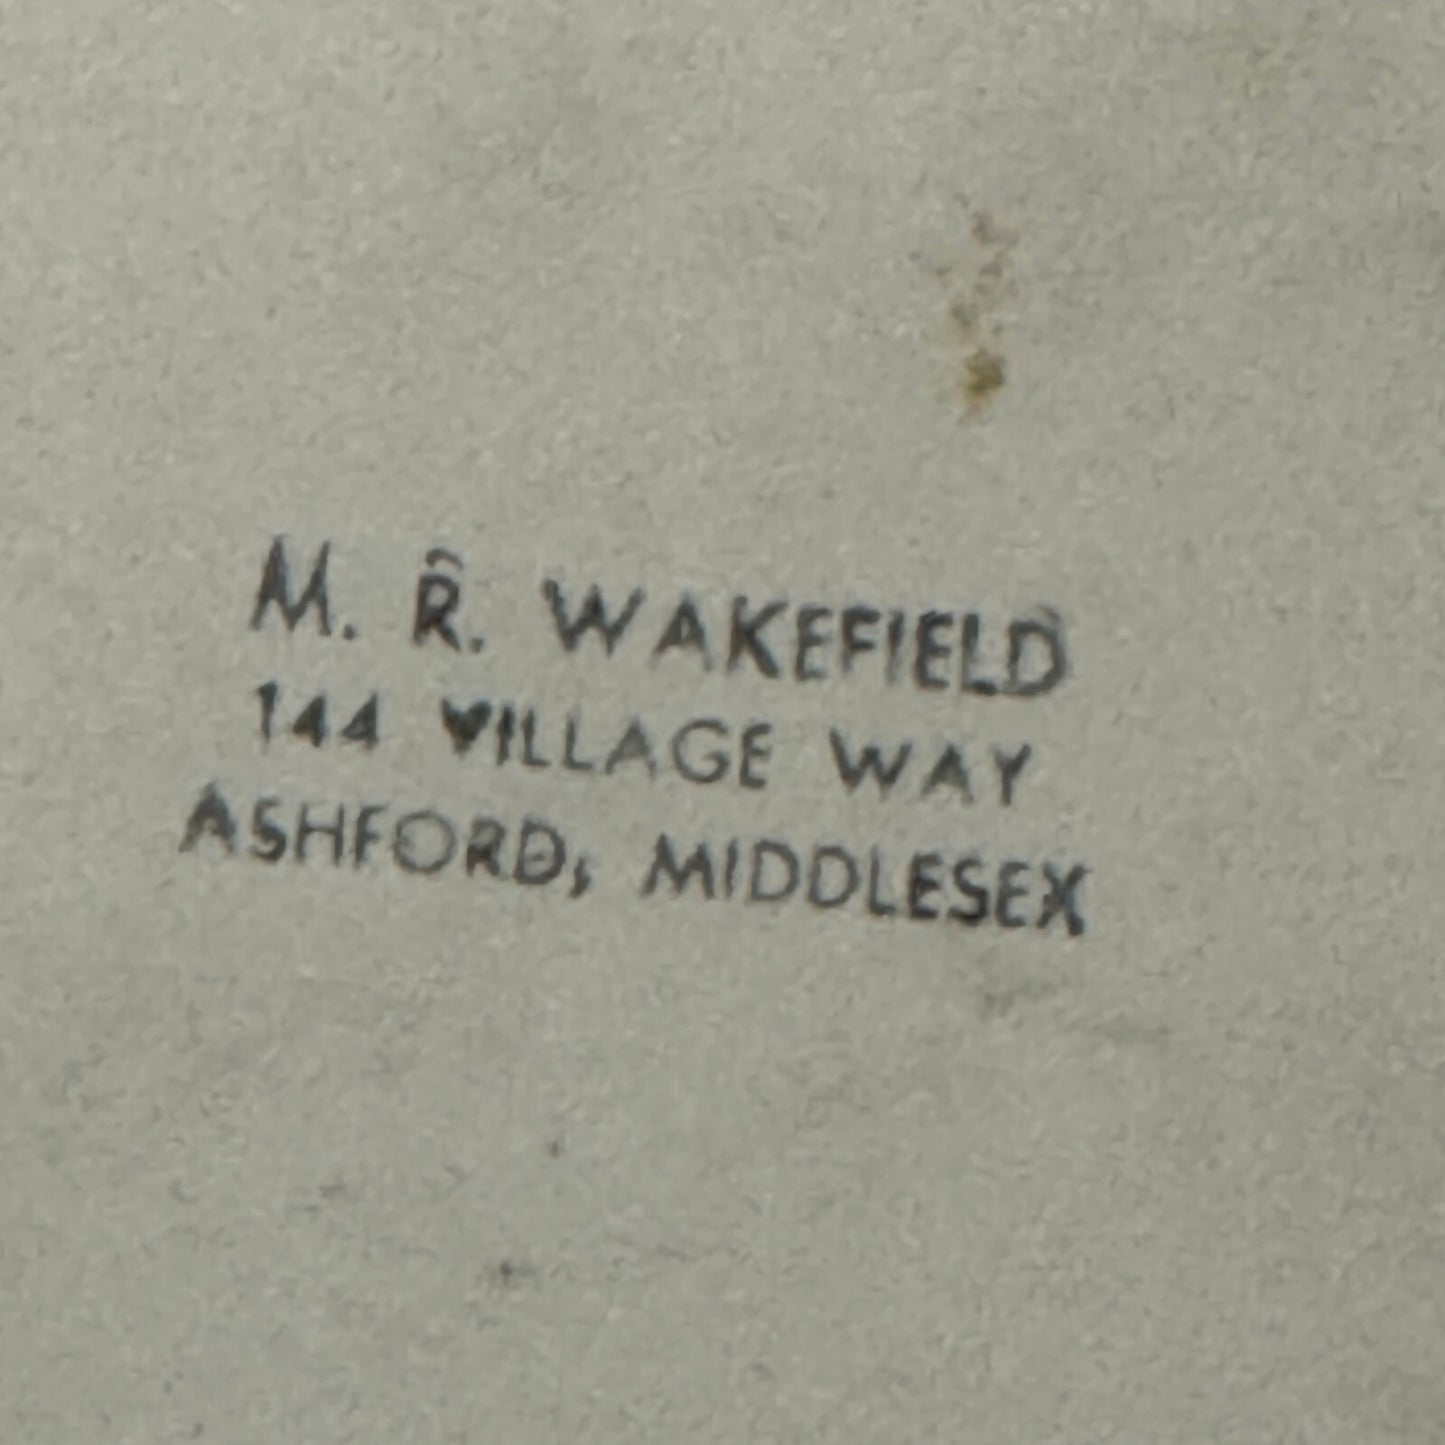 M. R. WAKEFIELD
144 VILLAGE WAY
ASHFORD, MIDDLESEX